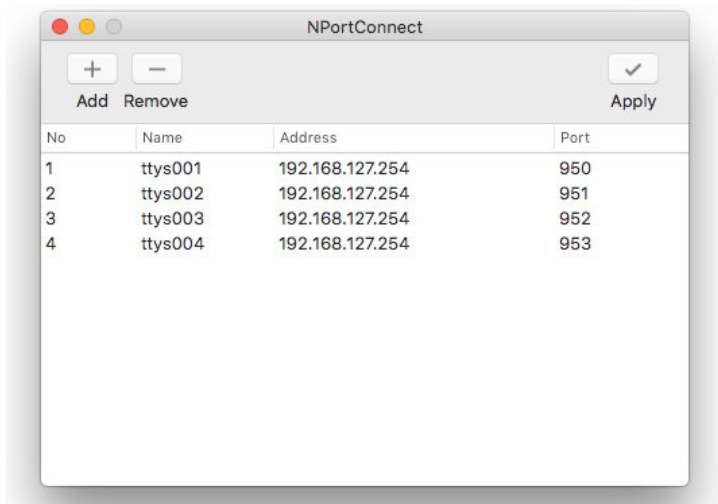 NPortConnect
Add Remove Apply
No Name Address Port
1 ttys001 192.168.127.254 950
2 ttys002 192.168.127.254 951
3 ttys003 192.168.127.254 952
4 ttys004 192.168.127.254 953